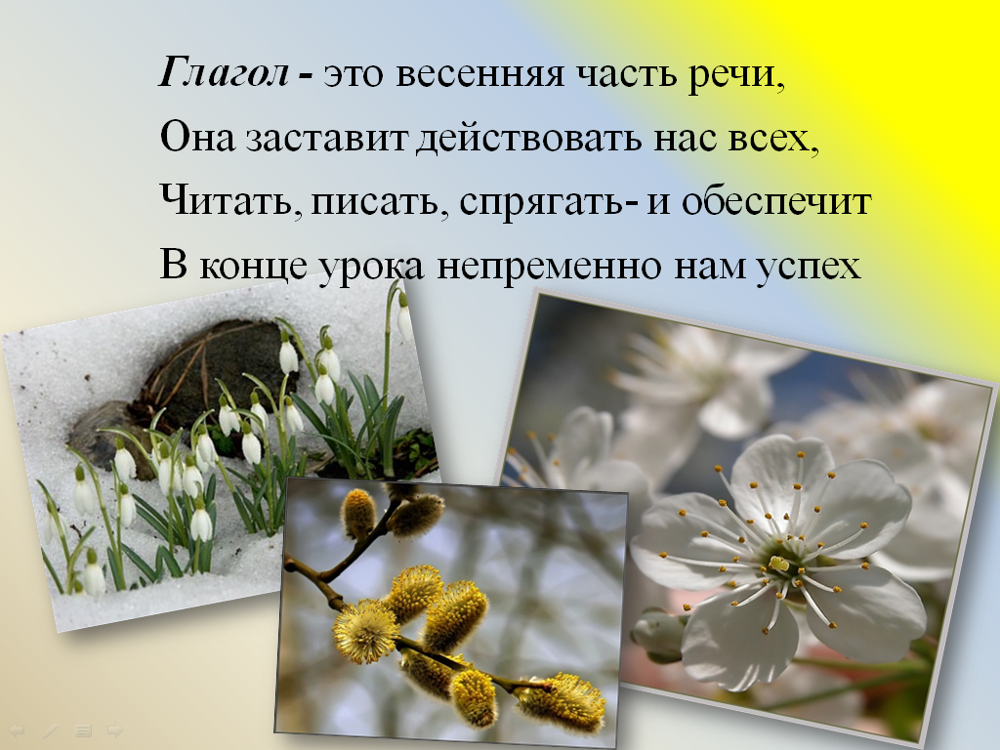 Глагол - это весенняя часть речи,
Она заставит действовать нас всех,
Читать, писать, спрягать- и обеспечит
В конце урока непременно нам успех